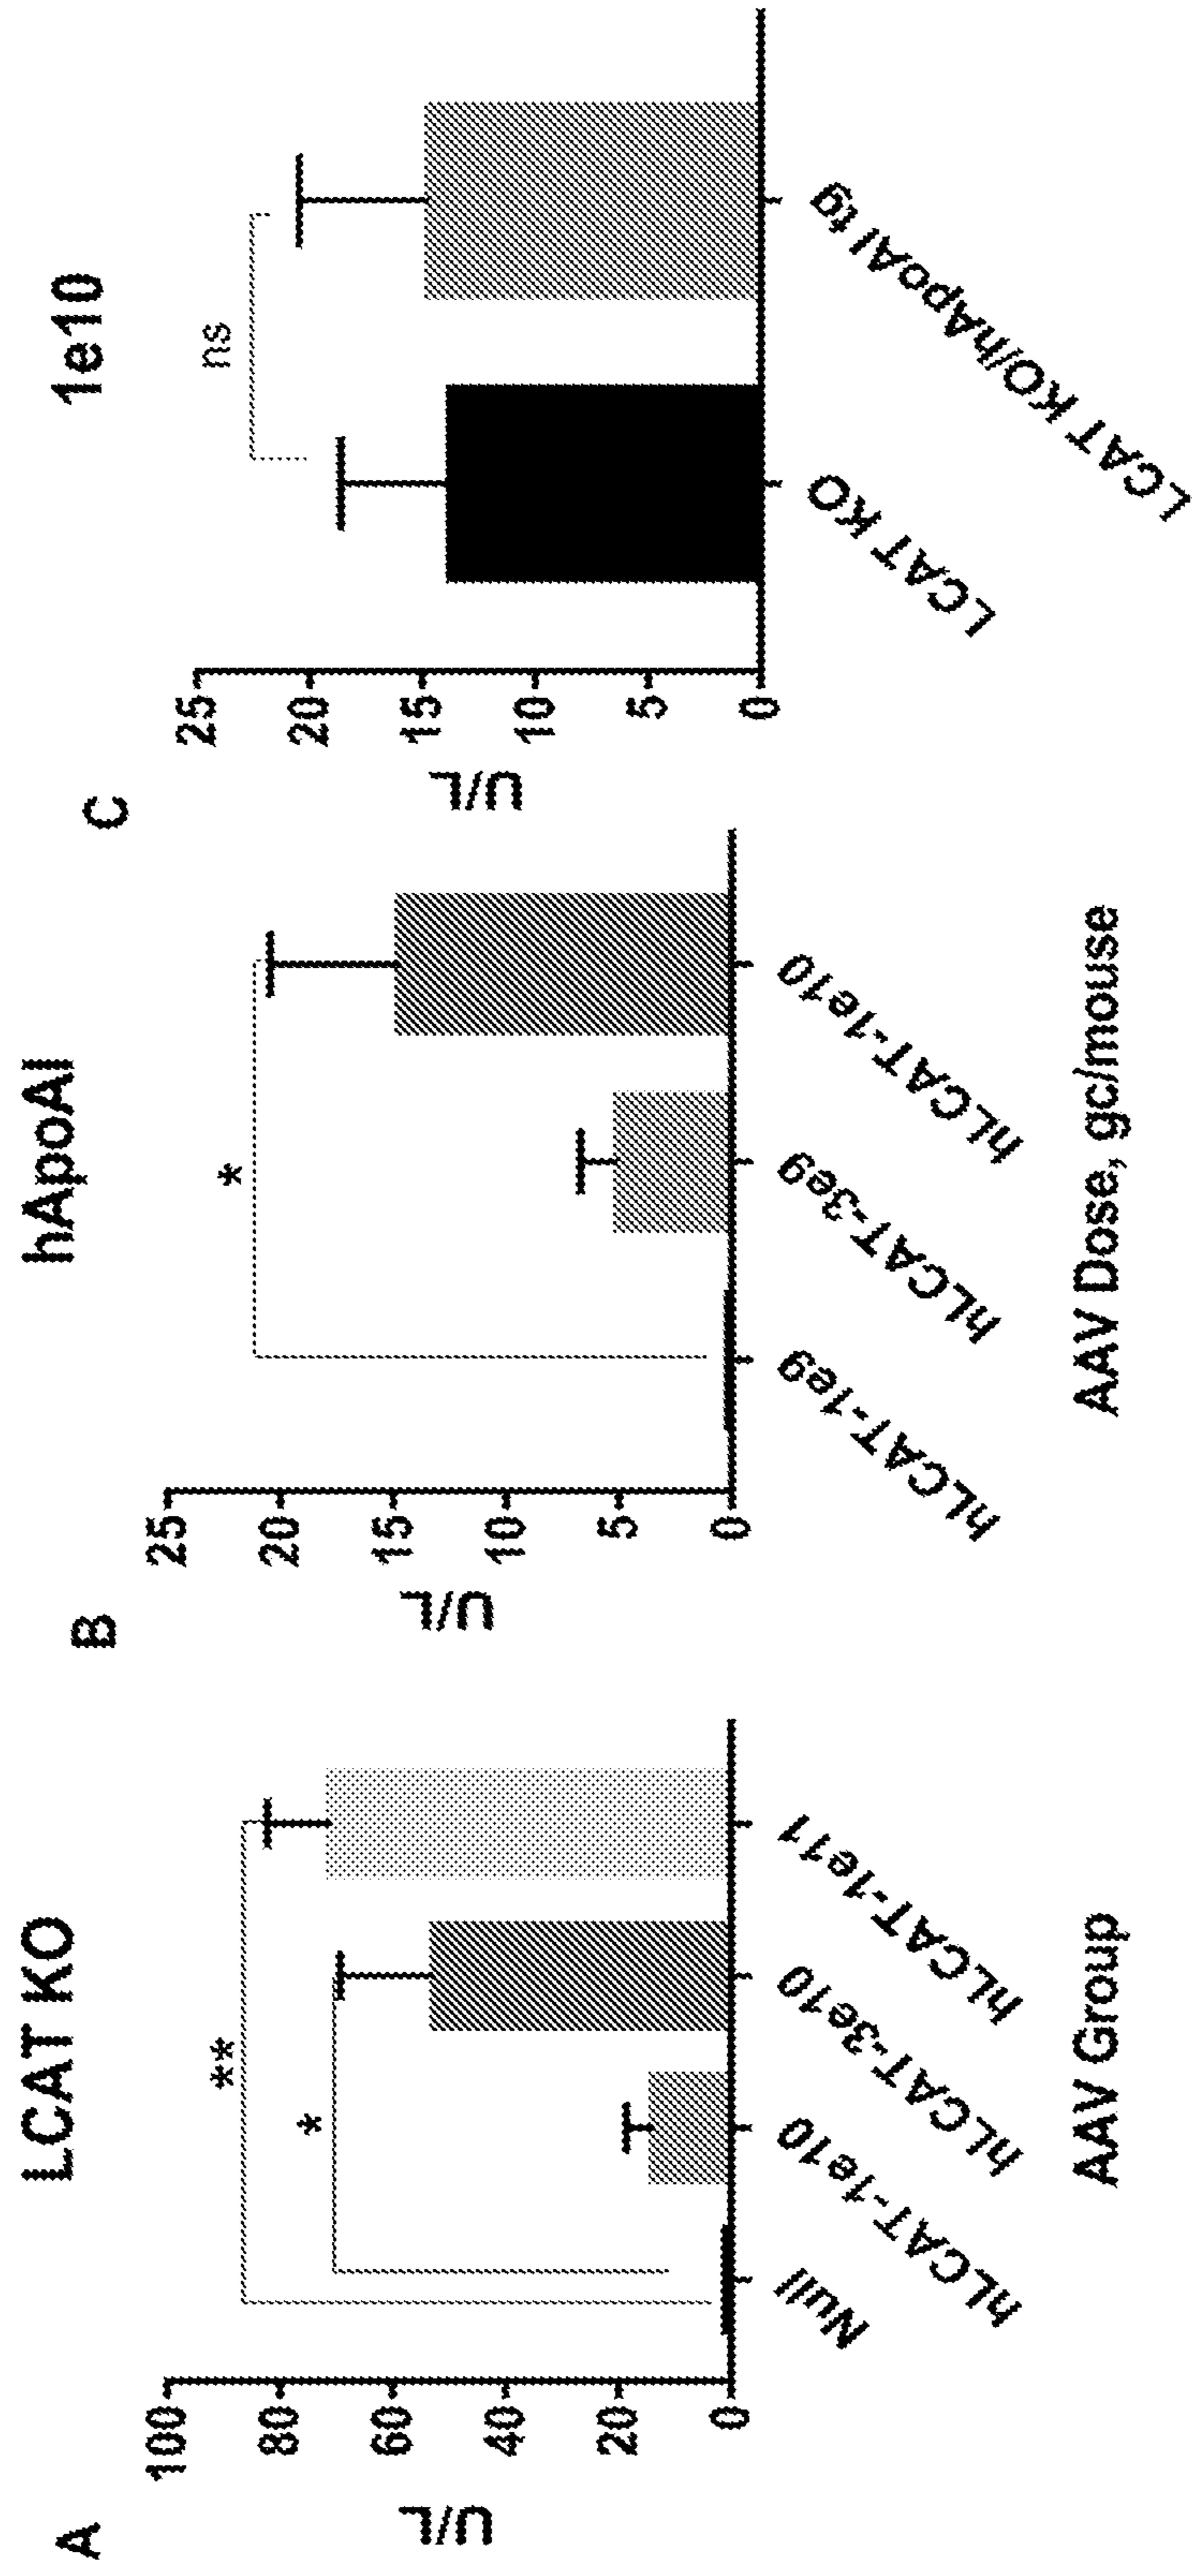 A
LCAT KO
U/L
100
80
60
40
20
0
**
*
Null
hLCAT-1e10
hLCAT-3e10
hLCAT-1e11
AAV Group
B
hApoAI
U/L
25
20
15
10
5
0
*
hLCAT-1e9
hLCAT-3e9
hLCAT-1e10
AAV Dose, gc/mouse
C
1e10
U/L
25
20
15
10
5
0
ns
LCAT KO
LCAT KO/hApoAI tg